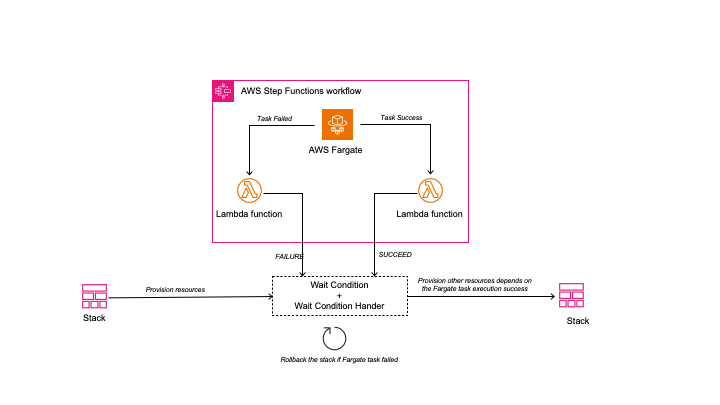 AWS Step Functions workflow
Task Failed
Task Success
AWS Fargate
Lambda function
Lambda function
FAILURE
SUCCEED
Provision resources
Wait Condition
+
Wait Condition Hander
Provision other resources depends on
the Fargate task execution success
Stack
Stack
Rollback the stack if Fargate task failed